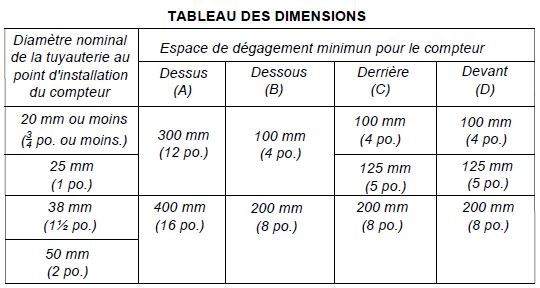 TABLEAU DES DIMENSIONS
Diamètre nominal
de la tuyauterie au
point d'installation
du compteur
Espace de dégagement minimun pour le compteur
Dessus
(A)
Dessous
(B)
Derrière
(C)
Devant
(D)
20 mm ou moins
(¾ po. ou moins.)
300 mm
(12 po.)
100 mm
(4 po.)
100 mm
(4 po.)
100 mm
(4 po.)
25 mm
(1 po.)
125 mm
(5 po.)
125 mm
(5 po.)
38 mm
(1½ po.)
400 mm
(16 po.)
200 mm
(8 po.)
200 mm
(8 po.)
200 mm
(8 po.)
50 mm
(2 po.)